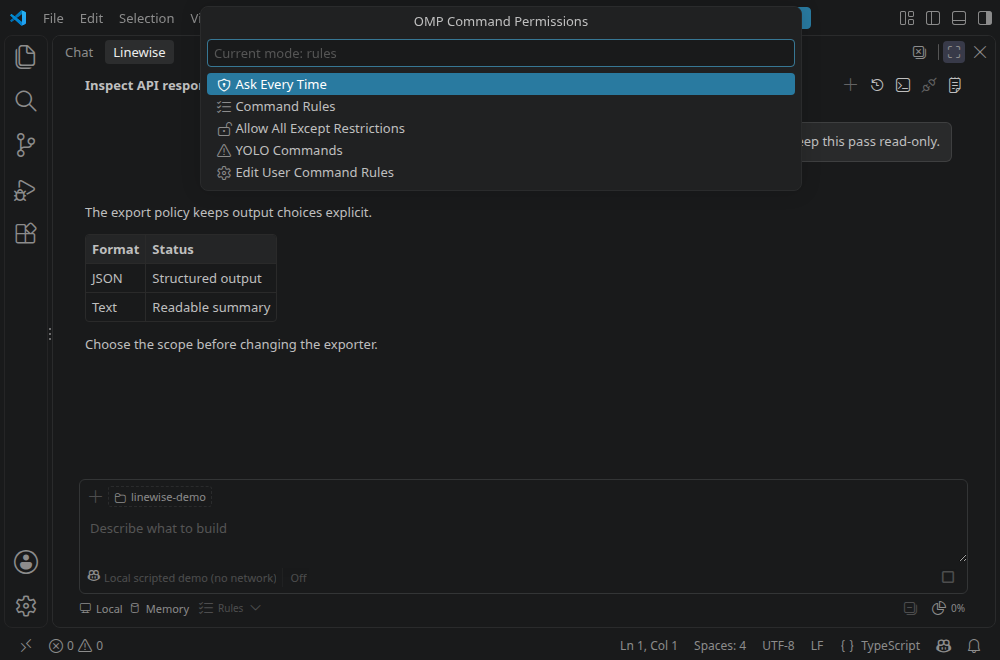 File Edit Selection
OMP Command Permissions
Current mode: rules
Ask Every Time
Command Rules
Allow All Except Restrictions
YOLO Commands
Edit User Command Rules
Chat Linewise
Inspect API
this pass read-only.
The export policy keeps output choices explicit.
Format Status
JSON Structured output
Text Readable summary
Choose the scope before changing the exporter.
linewise-demo
Describe what to build
Local scripted demo (no network) Off
Local Memory Rules
0%
0 0
Ln 1, Col 1 Spaces: 4 UTF-8 LF { } TypeScript